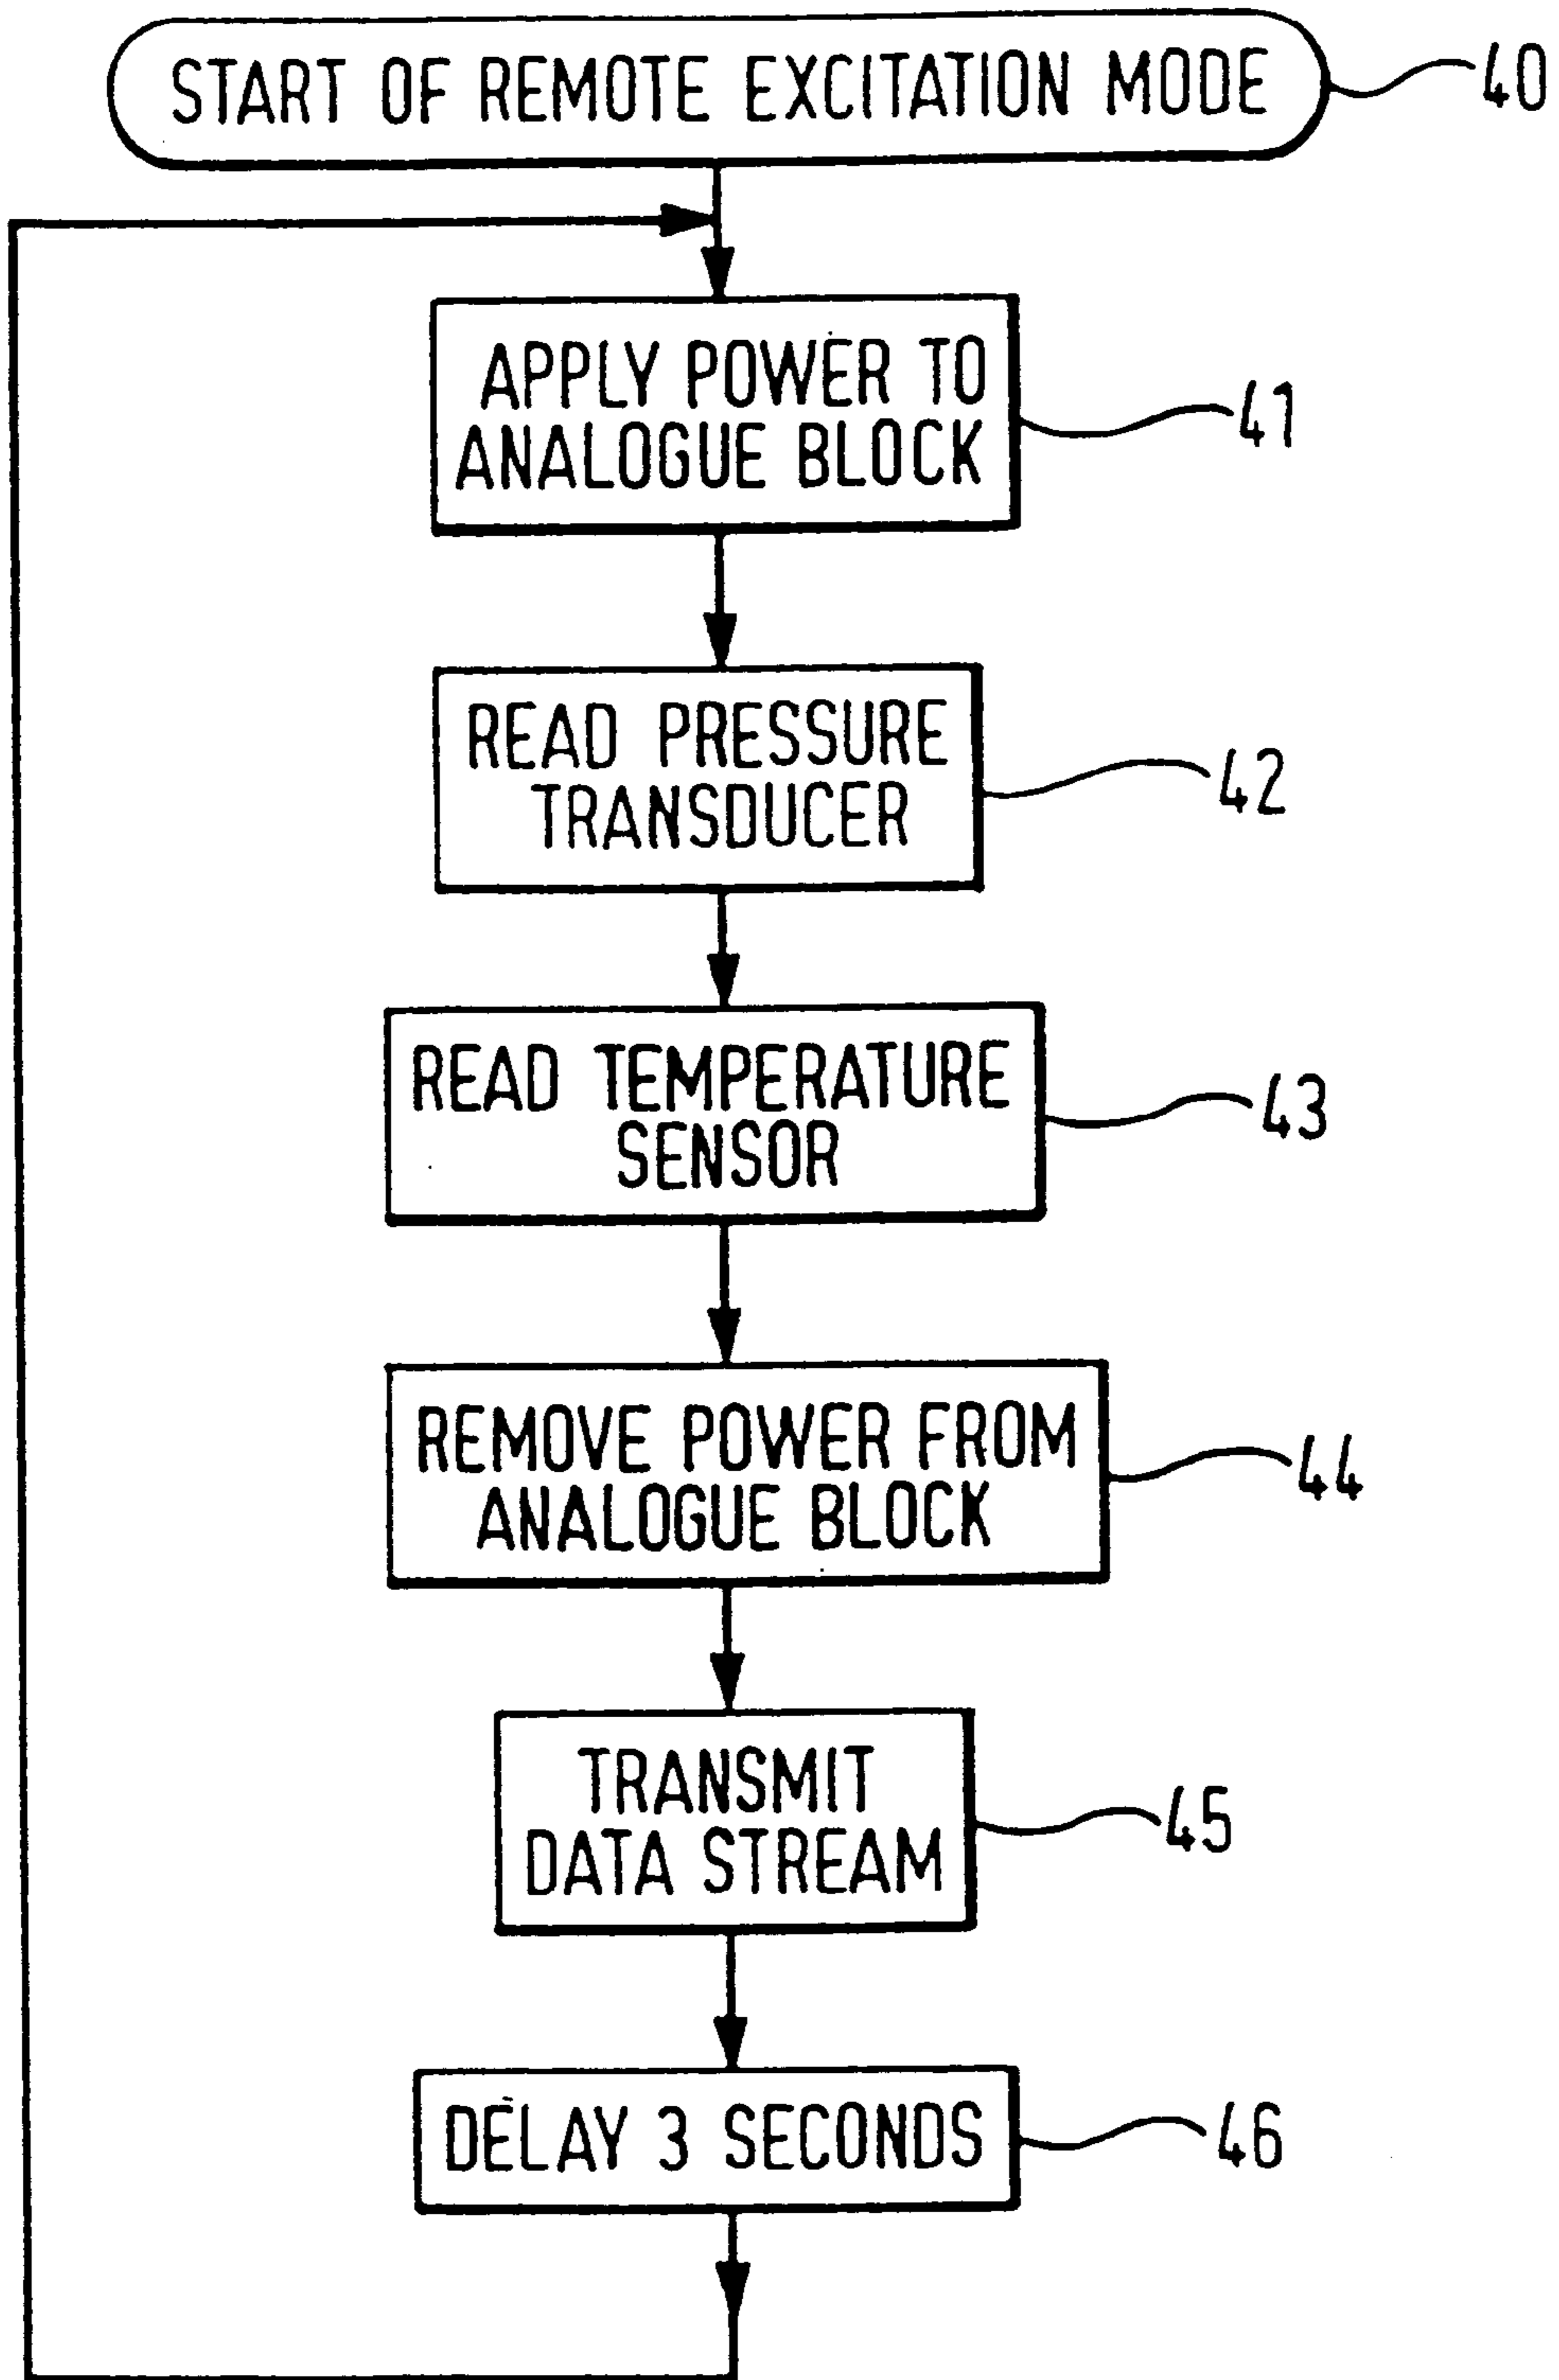 START OF REMOTE EXCITATION MODE
40
APPLY POWER TO
ANALOGUE BLOCK
41
READ PRESSURE
TRANSDUCER
42
READ TEMPERATURE
SENSOR
43
REMOVE POWER FROM
ANALOGUE BLOCK
44
TRANSMIT
DATA STREAM
45
DELAY 3 SECONDS
46